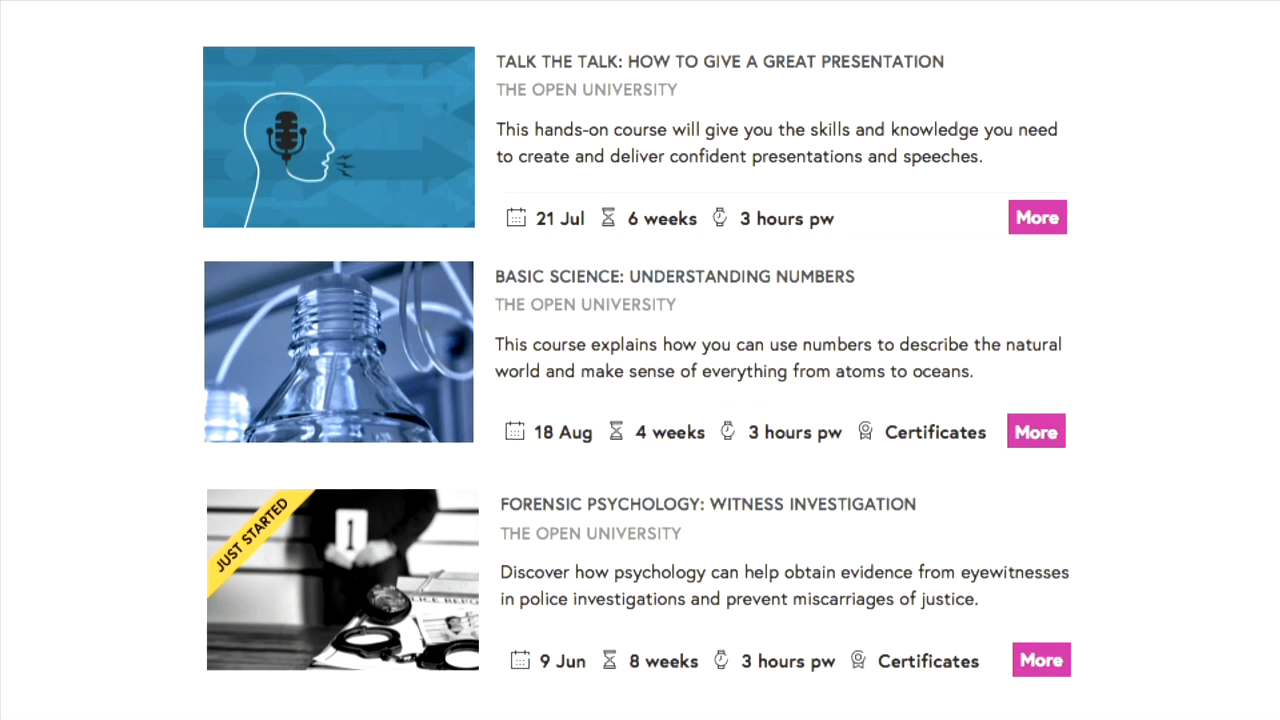 TALK THE TALK: HOW TO GIVE A GREAT PRESENTATION
THE OPEN UNIVERSITY
This hands-on course will give you the skills and knowledge you need
to create and deliver confident presentations and speeches.
21 Jul 6 weeks 3 hours pw More
BASIC SCIENCE: UNDERSTANDING NUMBERS
THE OPEN UNIVERSITY
This course explains how you can use numbers to describe the natural
world and make sense of everything from atoms to oceans.
18 Aug 4 weeks 3 hours pw Certificates More
JUST STARTED
1
LICE REPO
FORENSIC PSYCHOLOGY: WITNESS INVESTIGATION
THE OPEN UNIVERSITY
Discover how psychology can help obtain evidence from eyewitnesses
in police investigations and prevent miscarriages of justice.
9 Jun 8 weeks 3 hours pw Certificates More